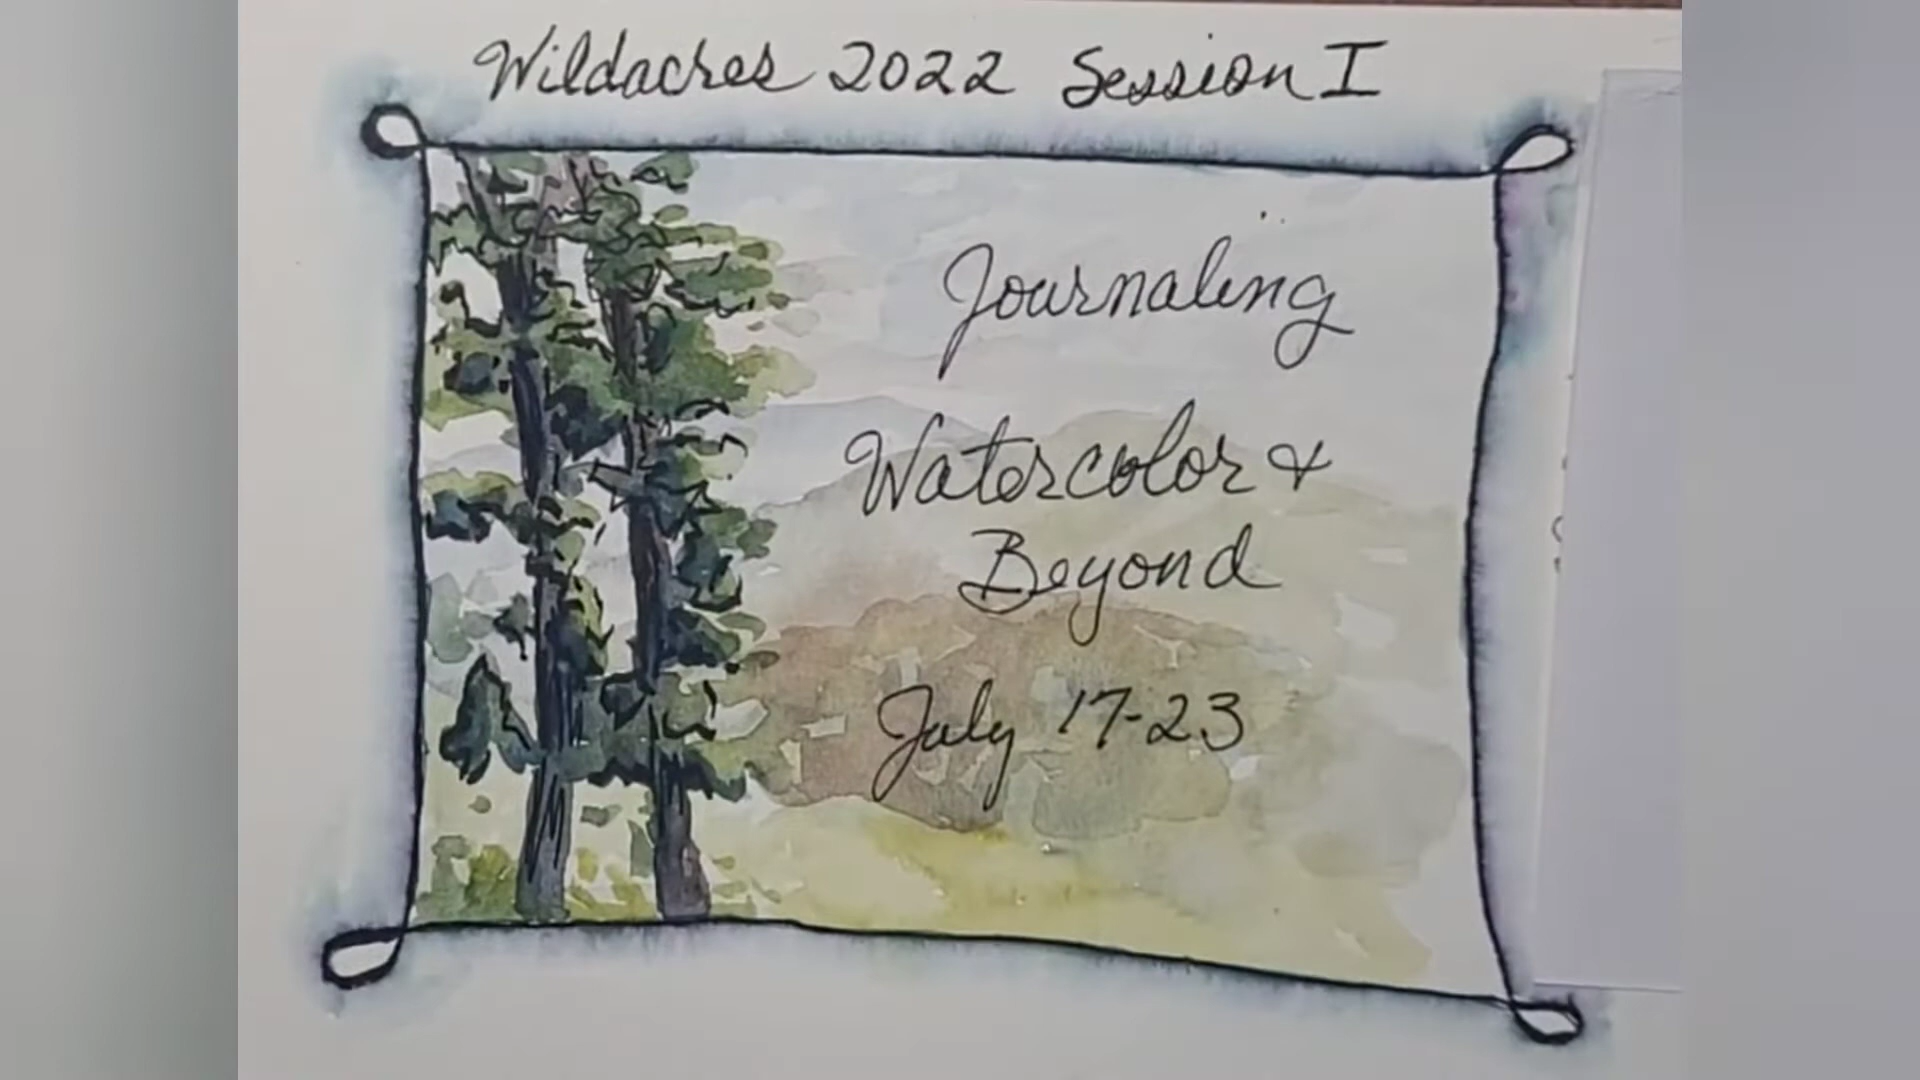 Wildacres 2022 Session I
Journaling
Watercolor &
Beyond
July 17-23